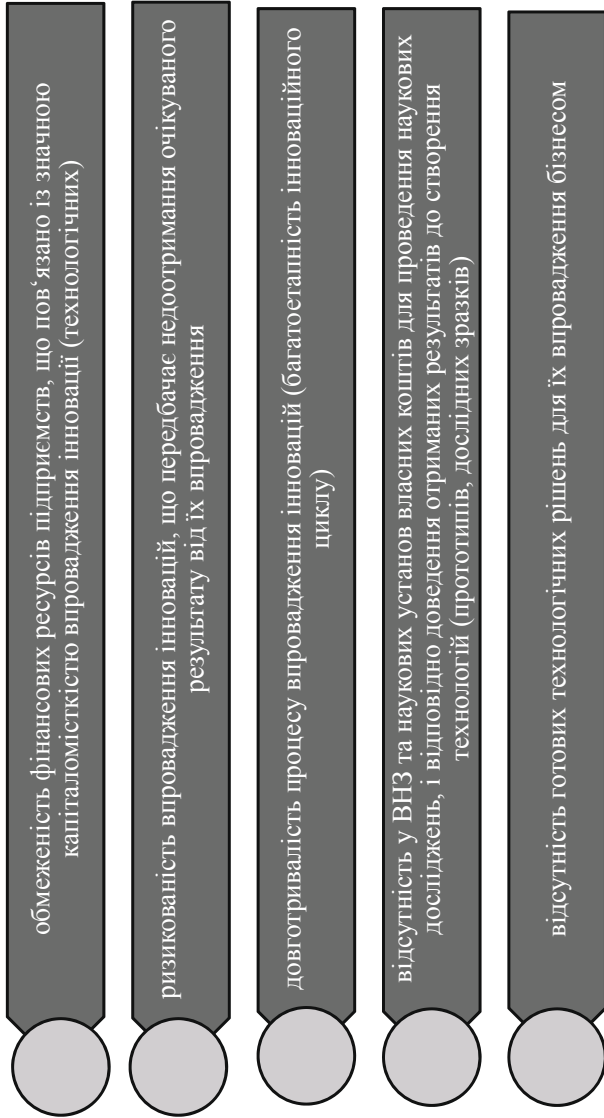 обмеженість фінансових ресурсів підприємств, що пов‘язано із значною
капіталомісткістю впровадження інновації (технологічних)
ризикованість впровадження інновацій, що передбачає недоотримання очікуваного
результату від їх впровадження
довготривалість процесу впровадження інновацій (багатоетапність інноваційного
циклу)
відсутність у ВНЗ та наукових установ власних коштів для проведення наукових
досліджень, і відповідно доведення отриманих результатів до створення
технологій (прототипів, дослідних зразків)
відсутність готових технологічних рішень для їх впровадження бізнесом